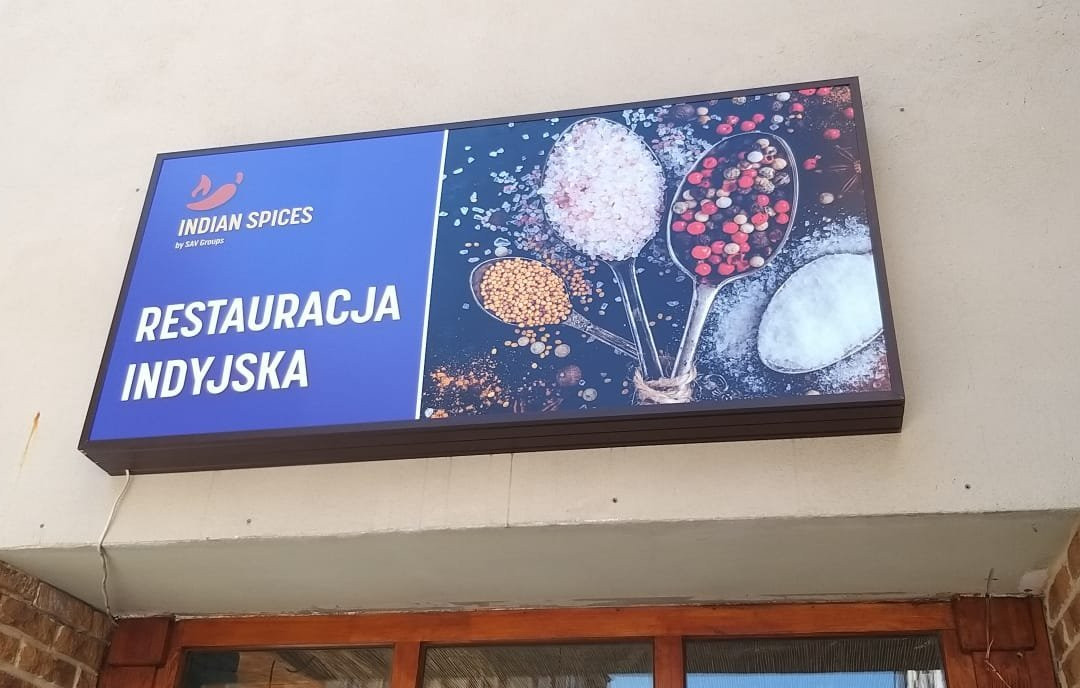 INDIAN SPICES
by SAV Groups
RESTAURACJA
INDYJSKA